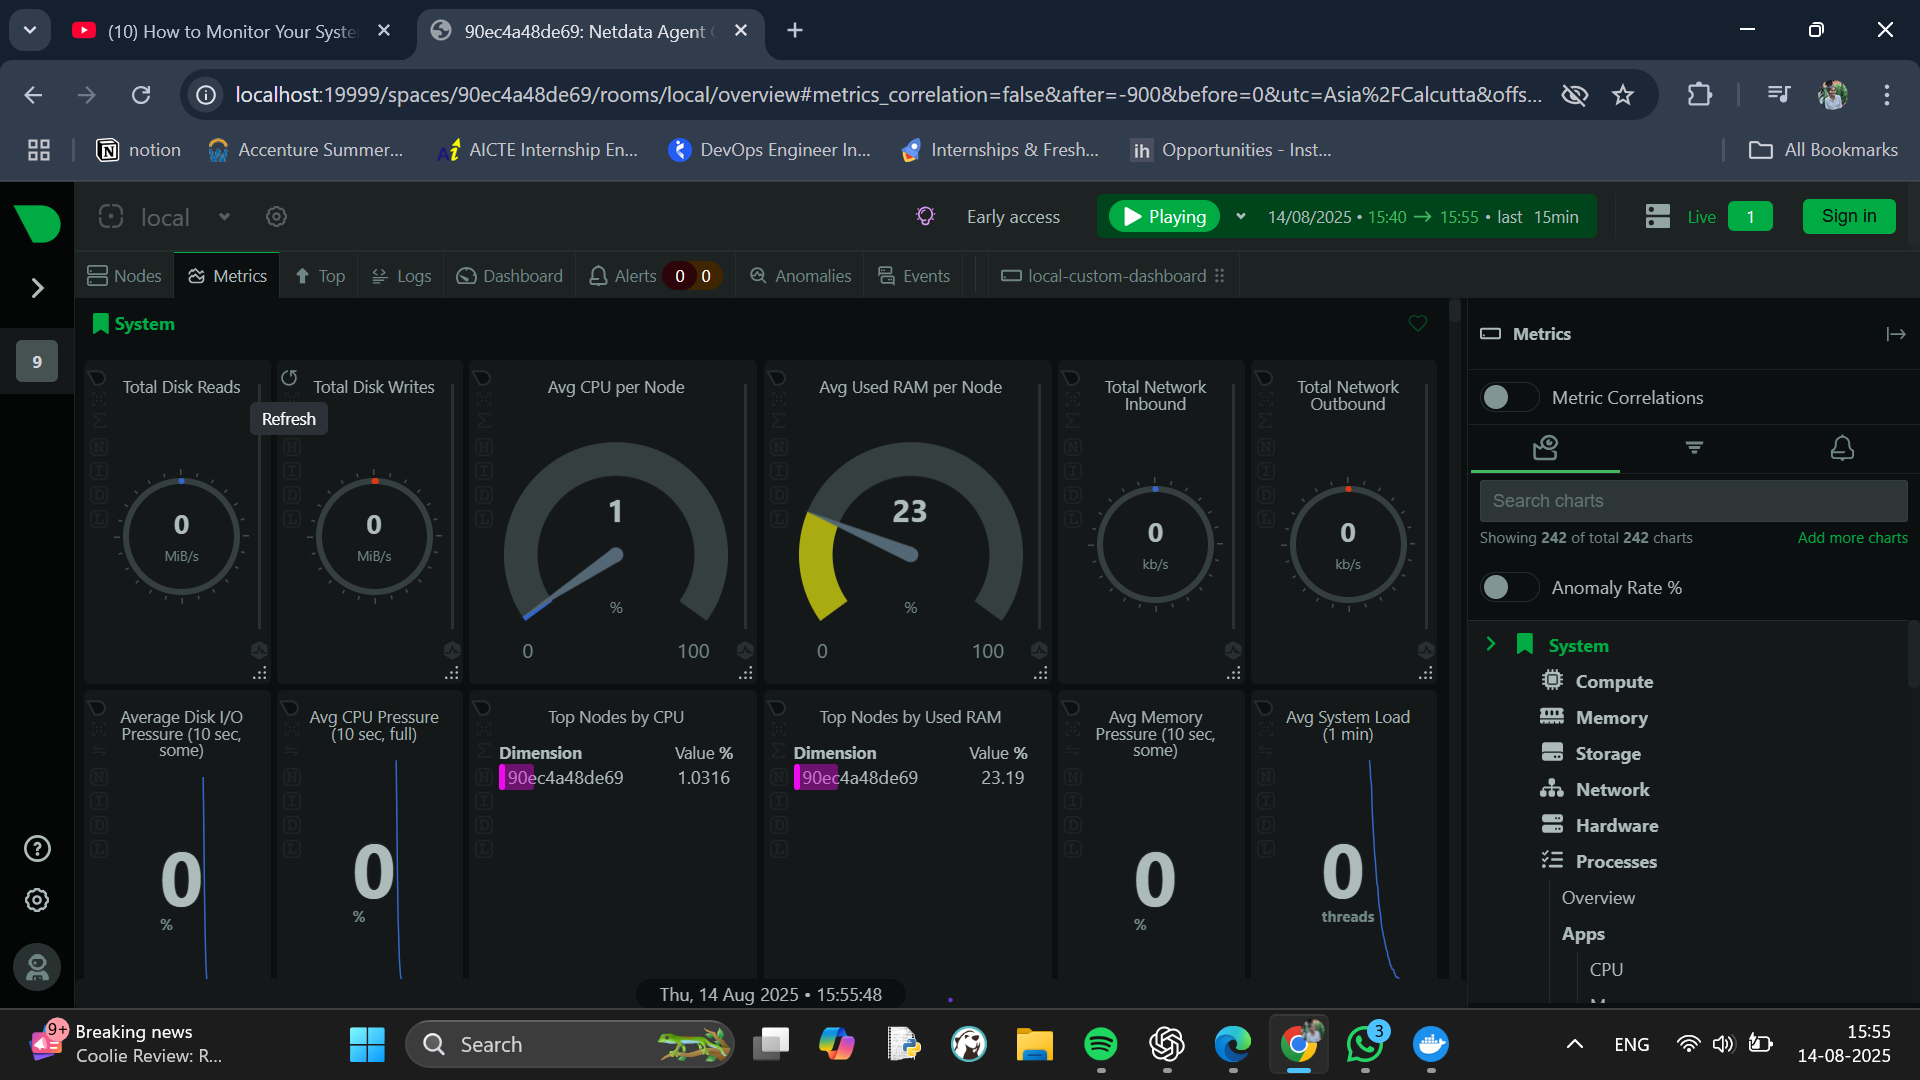 (10) How to Monitor Your Syste
90ec4a48de69: Netdata Agent
localhost:19999/spaces/90ec4a48de69/rooms/local/overview#metrics_correlation=false&after=-900&before=0&utc=Asia%2FCalcutta&offs...
notion
Accenture Summer...
AICTE Internship En...
DevOps Engineer In...
Internships & Fresh...
ih Opportunities - Inst...
All Bookmarks
local
Early access
Playing
14/08/2025 • 15:40 → 15:55 • last 15min
Live
1
Sign in
Nodes
Metrics
Top
Logs
Dashboard
Alerts 0 0
Anomalies
Events
local-custom-dashboard
9
System
Total Disk Reads
0
MiB/s
Refresh
Total Disk Writes
0
MiB/s
Avg CPU per Node
1
%
0 100
Avg Used RAM per Node
23
%
0 100
Total Network
Inbound
0
kb/s
Total Network
Outbound
0
kb/s
N
I
D
L
N
I
D
L
N
I
D
L
N
I
D
L
N
I
D
L
N
I
D
L
Average Disk I/O
Pressure (10 sec,
some)
0
%
Avg CPU Pressure
(10 sec, full)
0
%
Top Nodes by CPU
Dimension Value %
90ec4a48de69 1.0316
Top Nodes by Used RAM
Dimension Value %
90ec4a48de69 23.19
Avg Memory
Pressure (10 sec,
some)
0
%
Avg System Load
(1 min)
0
threads
N
I
D
L
N
I
D
L
N
I
D
L
N
I
D
L
N
I
D
L
N
I
D
L
Thu, 14 Aug 2025 • 15:55:48
Metrics
Metric Correlations
Search charts
Showing 242 of total 242 charts
Add more charts
Anomaly Rate %
System
Compute
Memory
Storage
Network
Hardware
Processes
Overview
Apps
CPU
9+
Breaking news
Coolie Review: R...
Search
3
ENG
15:55
14-08-2025